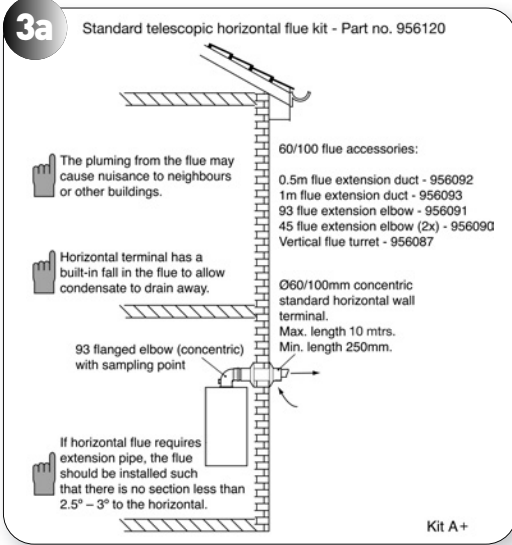 3a
Standard telescopic horizontal flue kit - Part no. 956120
The pluming from the flue may
cause nuisance to neighbours
or other buildings.
60/100 flue accessories:
0.5m flue extension duct - 956092
1m flue extension duct - 956093
93 flue extension elbow - 956091
45 flue extension elbow (2x) - 956090
Vertical flue turret - 956087
Horizontal terminal has a
built-in fall in the flue to allow
condensate to drain away.
Ø60/100mm concentric
standard horizontal wall
terminal.
Max. length 10 mtrs.
Min. length 250mm.
93 flanged elbow (concentric)
with sampling point
If horizontal flue requires
extension pipe, the flue
should be installed such
that there is no section less than
2.5º – 3º to the horizontal.
Kit A+